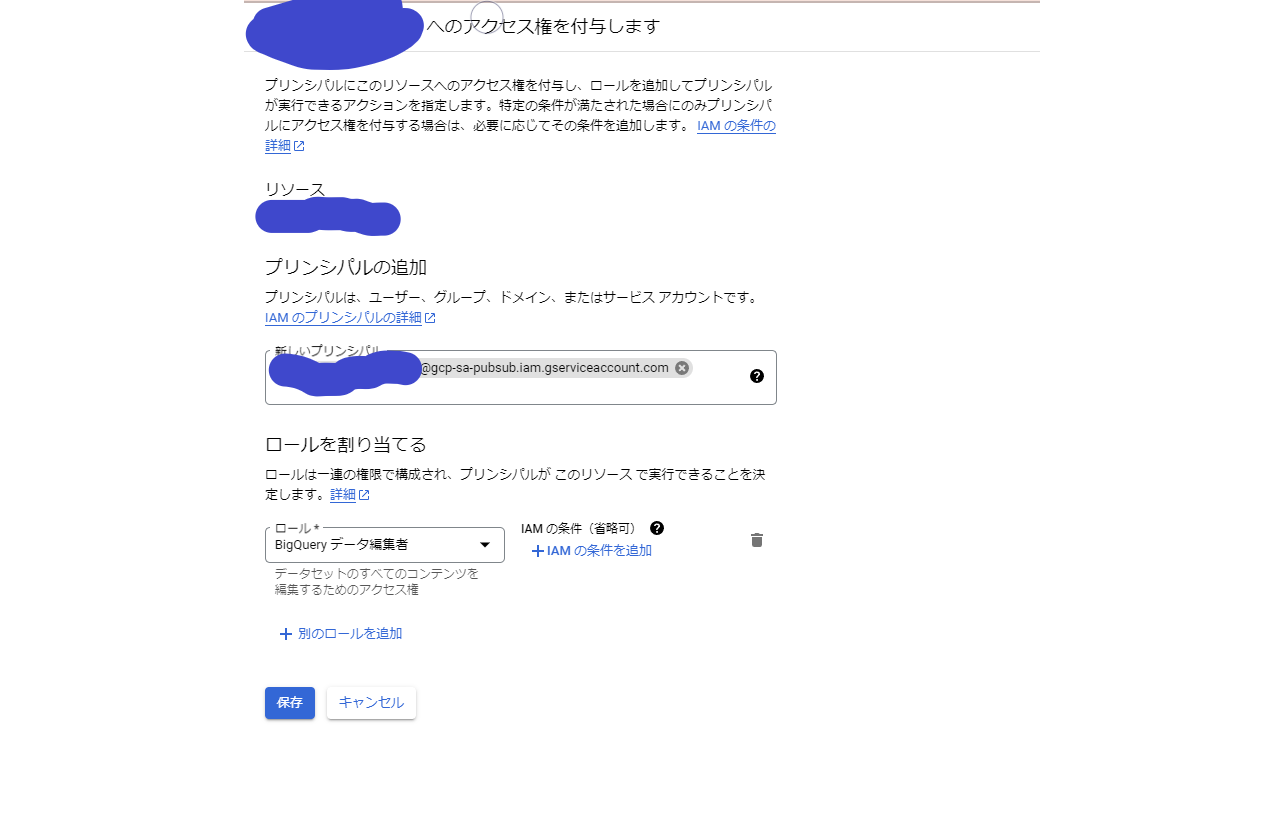 へのアクセス権を付与します
プリンシパルにこのリソースへのアクセス権を付与し、ロールを追加してプリンシパル
が実行できるアクションを指定します。特定の条件が満たされた場合にのみプリンシパ
ルにアクセス権を付与する場合は、必要に応じてその条件を追加します。 IAM の条件の
詳細
リソース
プリンシパルの追加
プリンシパルは、ユーザー、グループ、ドメイン、またはサービス アカウントです。
IAM のプリンシパルの詳細
新しいプリンシパル
@gcp-sa-pubsub.iam.gserviceaccount.com
ロールを割り当てる
ロールは一連の権限で構成され、プリンシパルが このリソース で実行できることを決
定します。詳細
ロール * IAM の条件（省略可）
BigQuery データ編集者 IAM の条件を追加
データセットのすべてのコンテンツを
編集するためのアクセス権
別のロールを追加
保存 キャンセル